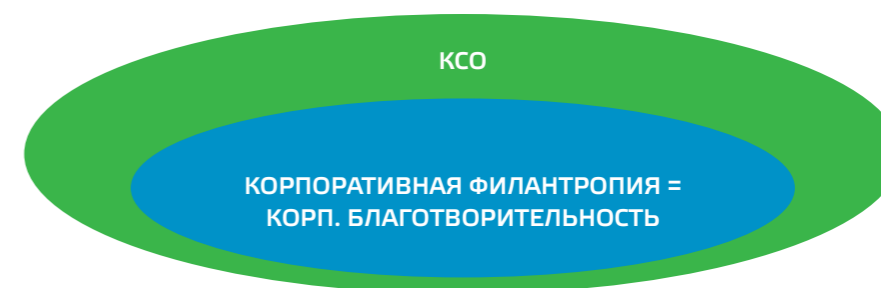 КСО
КОРПОРАТИВНАЯ ФИЛАНТРОПИЯ =
КОРП. БЛАГОТВОРИТЕЛЬНОСТЬ